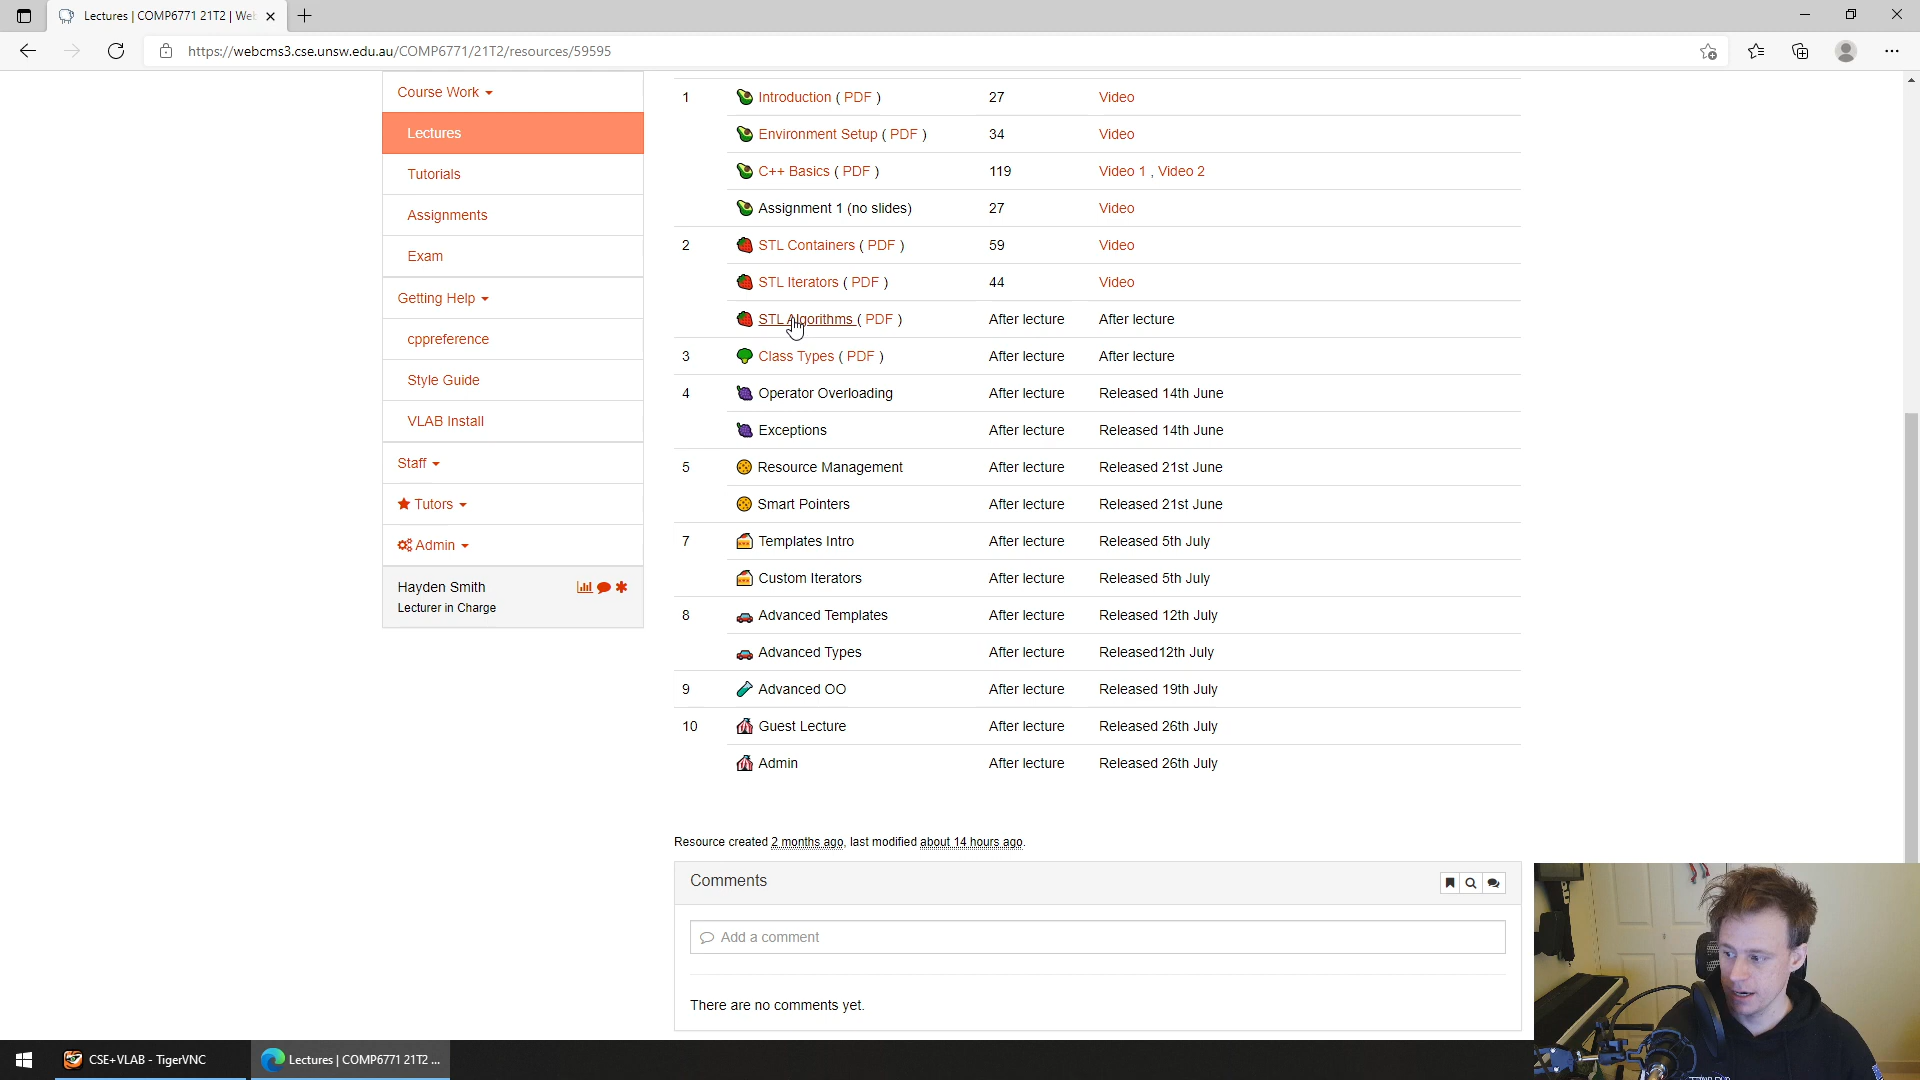 Lectures | COMP6771 21T2 | We
https://webcms3.cse.unsw.edu.au/COMP6771/21T2/resources/59595
Course Work
Lectures
Tutorials
Assignments
Exam
Getting Help
cppreference
Style Guide
VLAB Install
Staff
Tutors
Admin
Hayden Smith
Lecturer in Charge
1 Introduction ( PDF ) 27 Video
Environment Setup ( PDF ) 34 Video
C++ Basics ( PDF ) 119 Video 1 , Video 2
Assignment 1 (no slides) 27 Video
2 STL Containers ( PDF ) 59 Video
STL Iterators ( PDF ) 44 Video
STL Algorithms ( PDF ) After lecture After lecture
3 Class Types ( PDF ) After lecture After lecture
4 Operator Overloading After lecture Released 14th June
Exceptions After lecture Released 14th June
5 Resource Management After lecture Released 21st June
Smart Pointers After lecture Released 21st June
7 Templates Intro After lecture Released 5th July
Custom Iterators After lecture Released 5th July
8 Advanced Templates After lecture Released 12th July
Advanced Types After lecture Released12th July
9 Advanced OO After lecture Released 19th July
10 Guest Lecture After lecture Released 26th July
Admin After lecture Released 26th July
Resource created 2 months ago, last modified about 14 hours ago.
Comments
Add a comment
There are no comments yet.
CSE+VLAB - TigerVNC
Lectures | COMP6771 21T2 ...